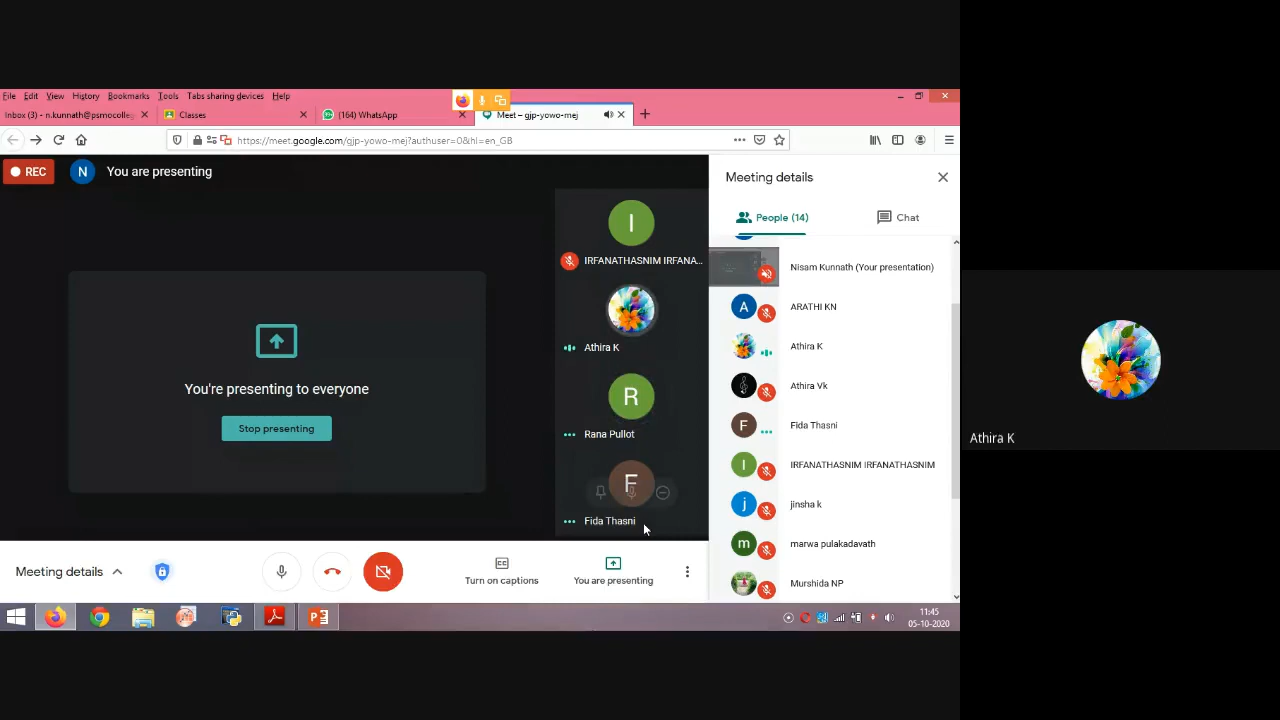 File Edit View History Bookmarks Tools Tabs sharing devices Help
Inbox (3) - n.kunnath@psmocolleg
Classes
(164) WhatsApp
Meet – gjp-yowo-mej
https://meet.google.com/gjp-yowo-mej?authuser=0&hl=en_GB
REC
N
You are presenting
Meeting details
People (14)
Chat
You're presenting to everyone
Stop presenting
I
IRFANATHASNIM IRFANA...
Athira K
R
Rana Pullot
F
Fida Thasni
Nisam Kunnath (Your presentation)
A
ARATHI KN
Athira K
Athira Vk
F
Fida Thasni
I
IRFANATHASNIM IRFANATHASNIM
j
jinsha k
m
marwa pulakadavath
Murshida NP
Athira K
Meeting details
Turn on captions
You are presenting
11:45
05-10-2020